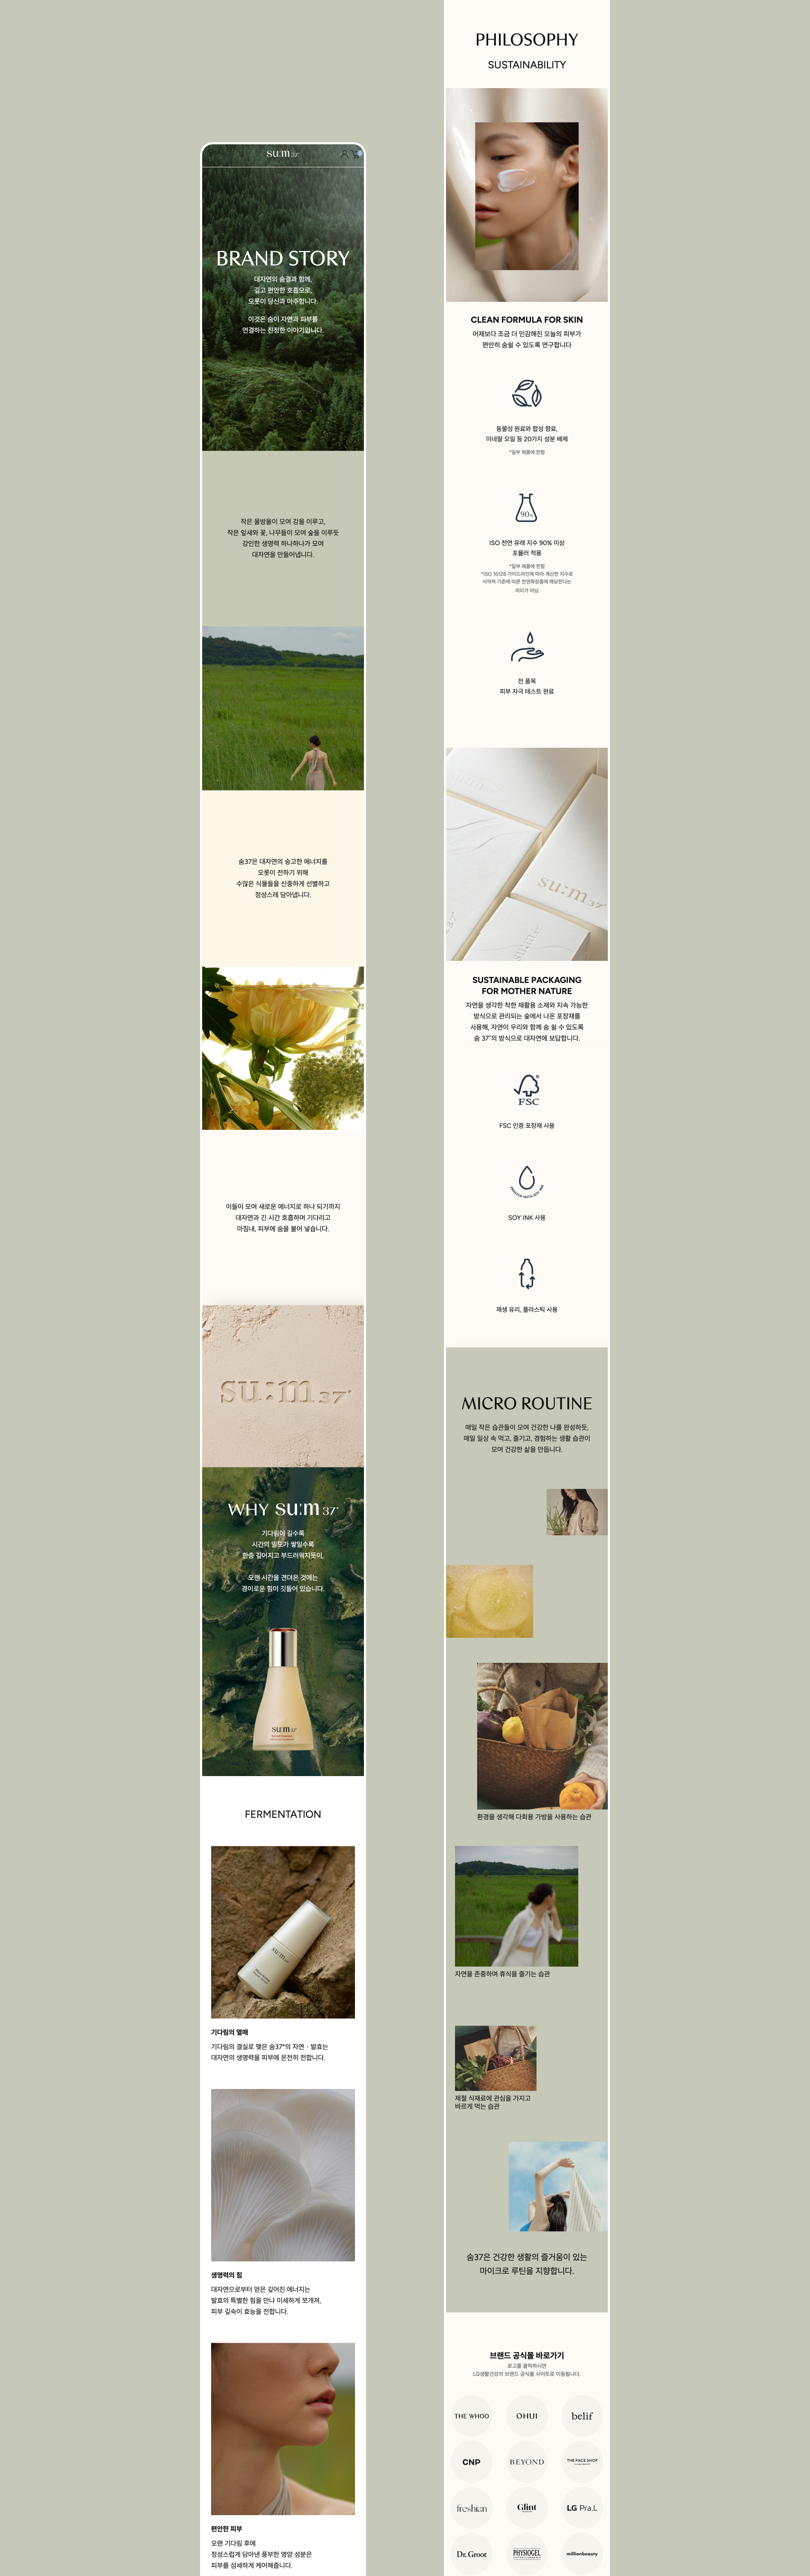 su:m37°
BRAND STORY
대자연의 숨결과 함께,
깊고 편안한 호흡으로,
오롯이 당신과 마주합니다.
이것은 숨이 자연과 피부를
연결하는 진정한 이야기입니다.
작은 물방울이 모여 강을 이루고,
작은 잎새와 꽃, 나무들이 모여 숲을 이루듯
강인한 생명력 하나하나가 모여
대자연을 만들어냅니다.
숨37은 대자연의 숭고한 에너지를
오롯이 전하기 위해
수많은 식물들을 신중하게 선별하고
정성스레 담아냅니다.
이들이 모여 새로운 에너지로 하나 되기까지
대자연과 긴 시간 호흡하며 기다리고
마침내, 피부에 숨을 불어 넣습니다.
su:m37°
WHY su:m37°
기다림이 길수록
시간의 밀도가 쌓일수록
한층 깊어지고 부드러워지듯이,
오랜 시간을 견뎌온 것에는
경이로운 힘이 깃들어 있습니다.
su:m37°
FERMENTATION
su:m37°
기다림의 열매
기다림의 결실로 맺은 숨37°의 자연 · 발효는
대자연의 생명력을 피부에 온전히 전합니다.
생명력의 힘
대자연으로부터 얻은 깊어진 에너지는
발효의 특별한 힘을 만나 미세하게 쪼개져,
피부 깊숙이 효능을 전합니다.
편안한 피부
오랜 기다림 후에
정성스럽게 담아낸 풍부한 영양 성분은
피부를 섬세하게 케어해줍니다.
PHILOSOPHY
SUSTAINABILITY
CLEAN FORMULA FOR SKIN
어제보다 조금 더 민감해진 오늘의 피부가
편안히 숨쉴 수 있도록 연구합니다
동물성 원료와 합성 향료,
미네랄 오일 등 20가지 성분 배제
*일부 제품에 한함
90%
ISO 천연 유래 지수 90% 이상
포뮬러 적용
*일부 제품에 한함
*ISO 16128 가이드라인에 따라 계산한 지수로
식약처 기준에 따른 천연화장품에 해당한다는
의미가 아님
전 품목
피부 자극 테스트 완료
su:m37°
su:m37°
SUSTAINABLE PACKAGING
FOR MOTHER NATURE
자연을 생각한 착한 재활용 소재와 지속 가능한
방식으로 관리되는 숲에서 나온 포장재를
사용해, 자연이 우리와 함께 숨 쉴 수 있도록
숨 37°의 방식으로 대자연에 보답합니다.
FSC
FSC 인증 포장재 사용
PRINTED WITH SOY INK
SOY INK 사용
재생 유리, 플라스틱 사용
MICRO ROUTINE
매일 작은 습관들이 모여 건강한 나를 완성하듯,
매일 일상 속 먹고, 즐기고, 경험하는 생활 습관이
모여 건강한 삶을 만듭니다.
환경을 생각해 다회용 가방을 사용하는 습관
자연을 존중하며 휴식을 즐기는 습관
제철 식재료에 관심을 가지고
바르게 먹는 습관
숨37은 건강한 생활의 즐거움이 있는
마이크로 루틴을 지향합니다.
브랜드 공식몰 바로가기
로고를 클릭하시면
LG생활건강의 브랜드 공식몰 사이트로 이동됩니다.
THE WHOO
OHUI
belif
CNP
BEYOND
THE FACE SHOP
freshian
Glint
LG Pra.L
Dr. Groot
PHYSIOGEL
millionbeauty